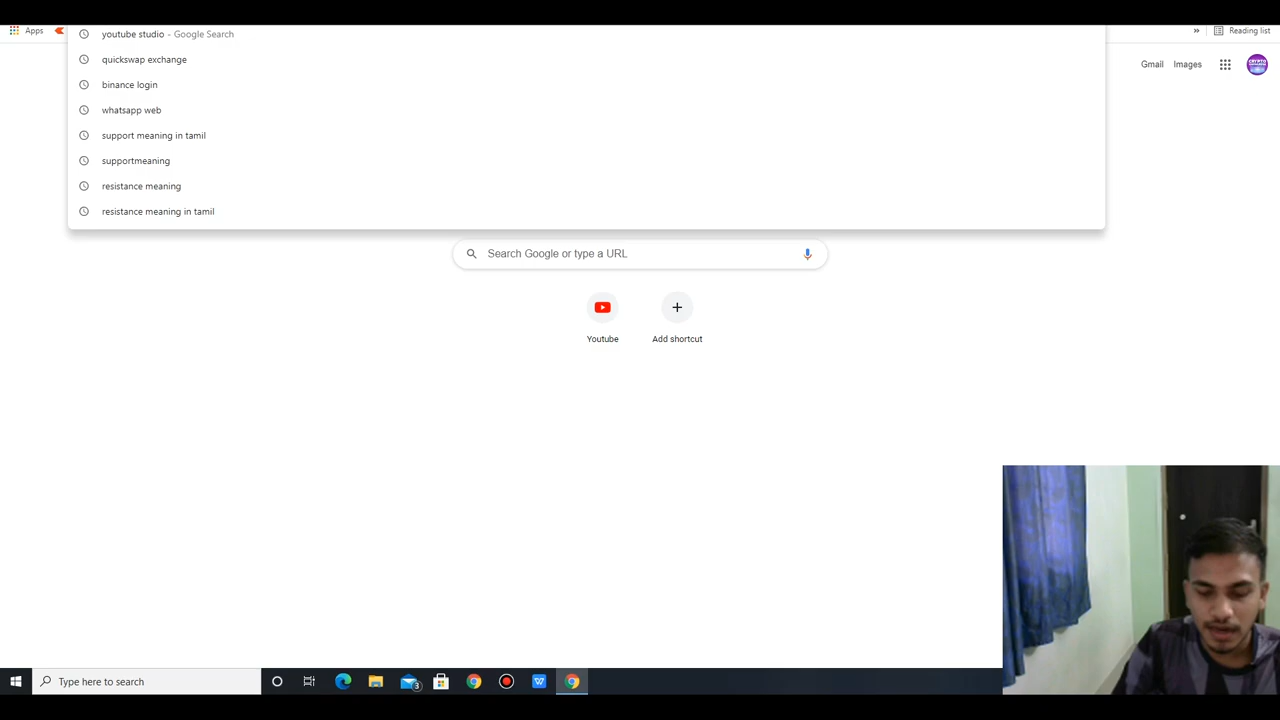 Apps
youtube studio - Google Search
» Reading list
quickswap exchange
Gmail Images
binance login
whatsapp web
support meaning in tamil
supportmeaning
resistance meaning
resistance meaning in tamil
Search Google or type a URL
Youtube Add shortcut
Type here to search
3